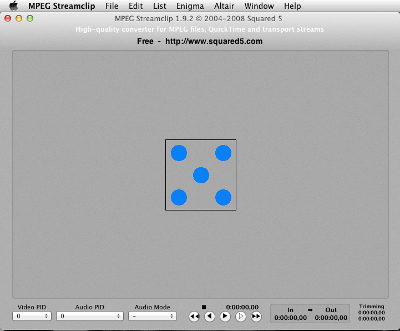 MPEG Streamclip File Edit List Enigma Altair Window Help
MPEG Streamclip 1.9.2 © 2004–2008 Squared 5
High-quality converter for MPEG files, QuickTime and transport streams
Free - http://www.squared5.com
Video PID Audio PID Audio Mode 0:00:00,00 In ➡ Out Trimming
0 0 – 0:00:00,00 0:00:00,00 0:00:00,00
0:00:00,00